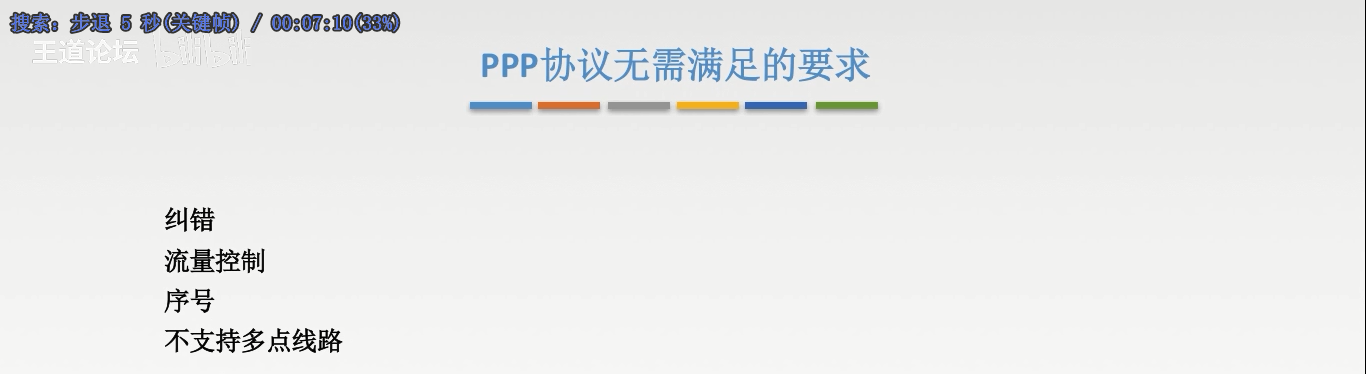 搜索: 步退 5 秒(关键帧) / 00:07:10(33%)
王道论坛 bilibili
PPP协议无需满足的要求
纠错
流量控制
序号
不支持多点线路